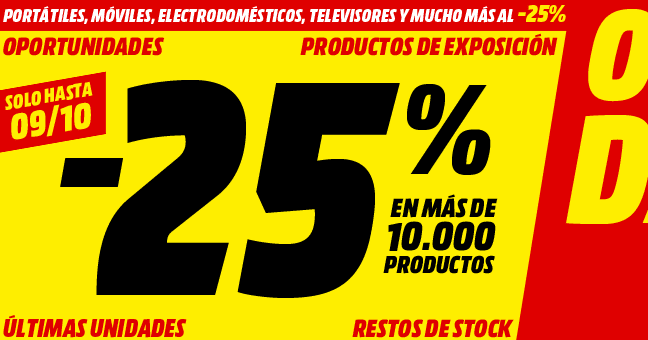 PORTÁTILES, MÓVILES, ELECTRODOMÉSTICOS, TELEVISORES Y MUCHO MÁS AL -25%
OPORTUNIDADES
PRODUCTOS DE EXPOSICIÓN
SOLO HASTA
09/10
-25%
EN MÁS DE
10.000
PRODUCTOS
ÚLTIMAS UNIDADES
RESTOS DE STOCK